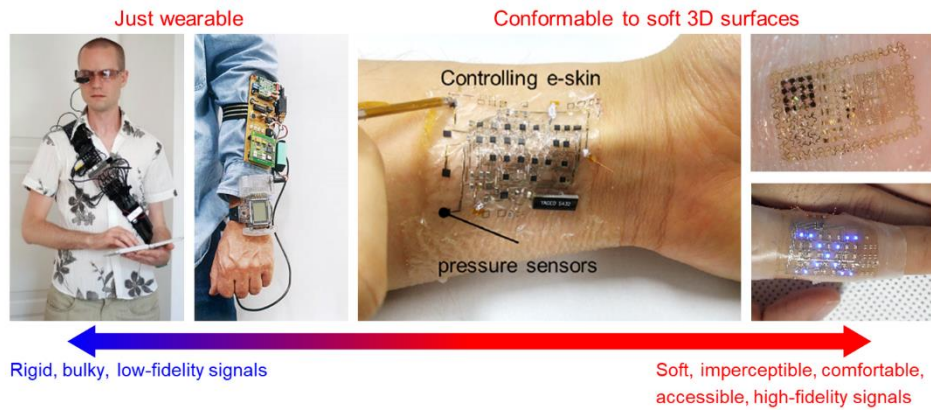 Just wearable
Conformable to soft 3D surfaces
Controlling e-skin
pressure sensors
Rigid, bulky, low-fidelity signals
Soft, imperceptible, comfortable,
accessible, high-fidelity signals